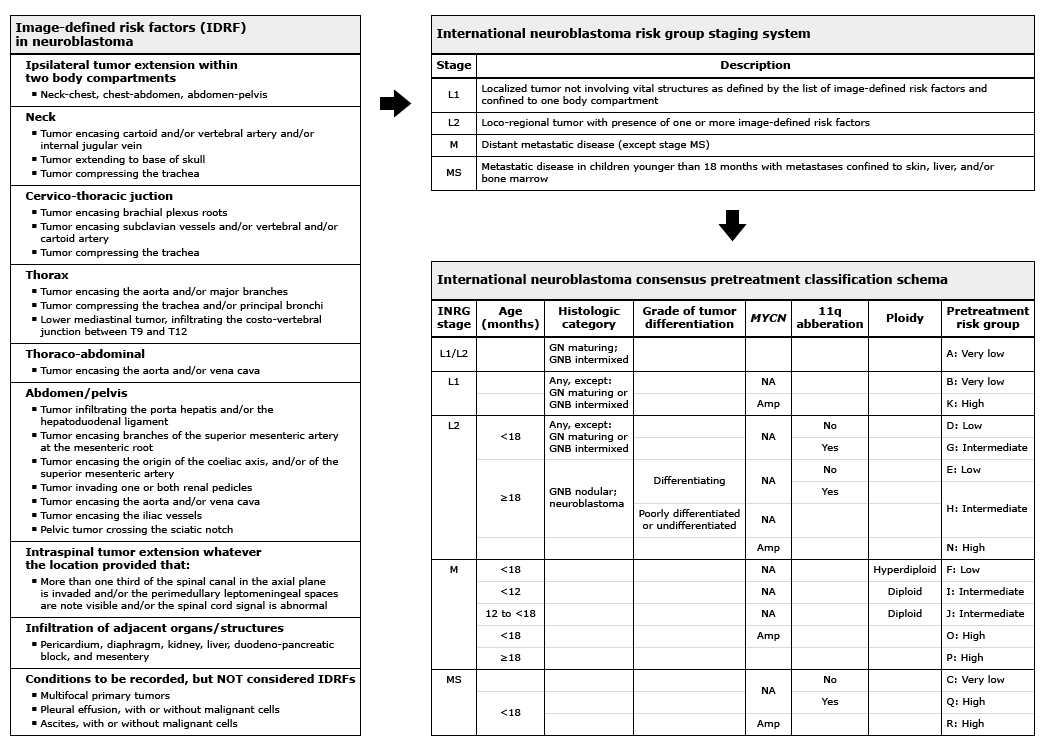 Image-defined risk factors (IDRF)
in neuroblastoma
Ipsilateral tumor extension within
two body compartments
▪ Neck-chest, chest-abdomen, abdomen-pelvis
Neck
▪ Tumor encasing cartoid and/or vertebral artery and/or
internal jugular vein
▪ Tumor extending to base of skull
▪ Tumor compressing the trachea
Cervico-thoracic juction
▪ Tumor encasing brachial plexus roots
▪ Tumor encasing subclavian vessels and/or vertebral and/or
cartoid artery
▪ Tumor compressing the trachea
Thorax
▪ Tumor encasing the aorta and/or major branches
▪ Tumor compressing the trachea and/or principal bronchi
▪ Lower mediastinal tumor, infiltrating the costo-vertebral
junction between T9 and T12
Thoraco-abdominal
▪ Tumor encasing the aorta and/or vena cava
Abdomen/pelvis
▪ Tumor infiltrating the porta hepatis and/or the
hepatoduodenal ligament
▪ Tumor encasing branches of the superior mesenteric artery
at the mesenteric root
▪ Tumor encasing the origin of the coeliac axis, and/or of the
superior mesenteric artery
▪ Tumor invading one or both renal pedicles
▪ Tumor encasing the aorta and/or vena cava
▪ Tumor encasing the iliac vessels
▪ Pelvic tumor crossing the sciatic notch
Intraspinal tumor extension whatever
the location provided that:
▪ More than one third of the spinal canal in the axial plane
is invaded and/or the perimedullary leptomeningeal spaces
are note visible and/or the spinal cord signal is abnormal
Infiltration of adjacent organs/structures
▪ Pericardium, diaphragm, kidney, liver, duodeno-pancreatic
block, and mesentery
Conditions to be recorded, but NOT considered IDRFs
▪ Multifocal primary tumors
▪ Pleural effusion, with or without malignant cells
▪ Ascites, with or without malignant cells
International neuroblastoma risk group staging system
Stage Description
L1 Localized tumor not involving vital structures as defined by the list of image-defined risk factors and
confined to one body compartment
L2 Loco-regional tumor with presence of one or more image-defined risk factors
M Distant metastatic disease (except stage MS)
MS Metastatic disease in children younger than 18 months with metastases confined to skin, liver, and/or
bone marrow
International neuroblastoma consensus pretreatment classification schema
INRG Age Histologic Grade of tumor MYCN 11q Ploidy Pretreatment
stage (months) category differentiation abberation risk group
L1/L2 GN maturing; A: Very low
GNB intermixed
L1 Any, except: NA B: Very low
GN maturing or
GNB intermixed Amp K: High
L2 <18 Any, except: NA No D: Low
GN maturing or
GNB intermixed Yes G: Intermediate
≥18 GNB nodular; Differentiating NA No E: Low
neuroblastoma Yes H: Intermediate
Poorly differentiated NA
or undifferentiated
Amp N: High
M <18 NA Hyperdiploid F: Low
<12 NA Diploid I: Intermediate
12 to <18 NA Diploid J: Intermediate
<18 Amp O: High
≥18 P: High
MS <18 NA No C: Very low
Yes Q: High
Amp R: High